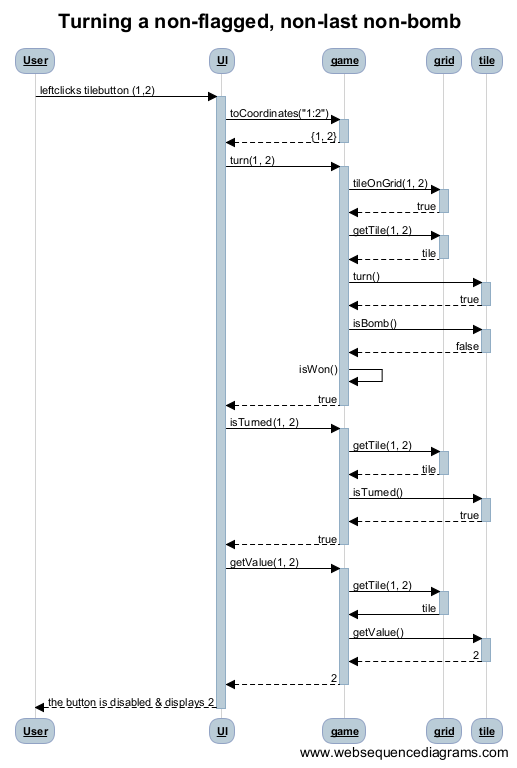 Turning a non-flagged, non-last non-bomb
User UI game grid tile
leftclicks tilebutton (1,2)
toCoordinates("1:2")
{1, 2}
turn(1, 2)
tileOnGrid(1, 2)
true
getTile(1, 2)
tile
turn()
true
isBomb()
false
isWon()
true
isTurned(1, 2)
getTile(1, 2)
tile
isTurned()
true
true
getValue(1, 2)
getTile(1, 2)
tile
getValue()
2
2
the button is disabled & displays 2
User UI game grid tile
www.websequencediagrams.com